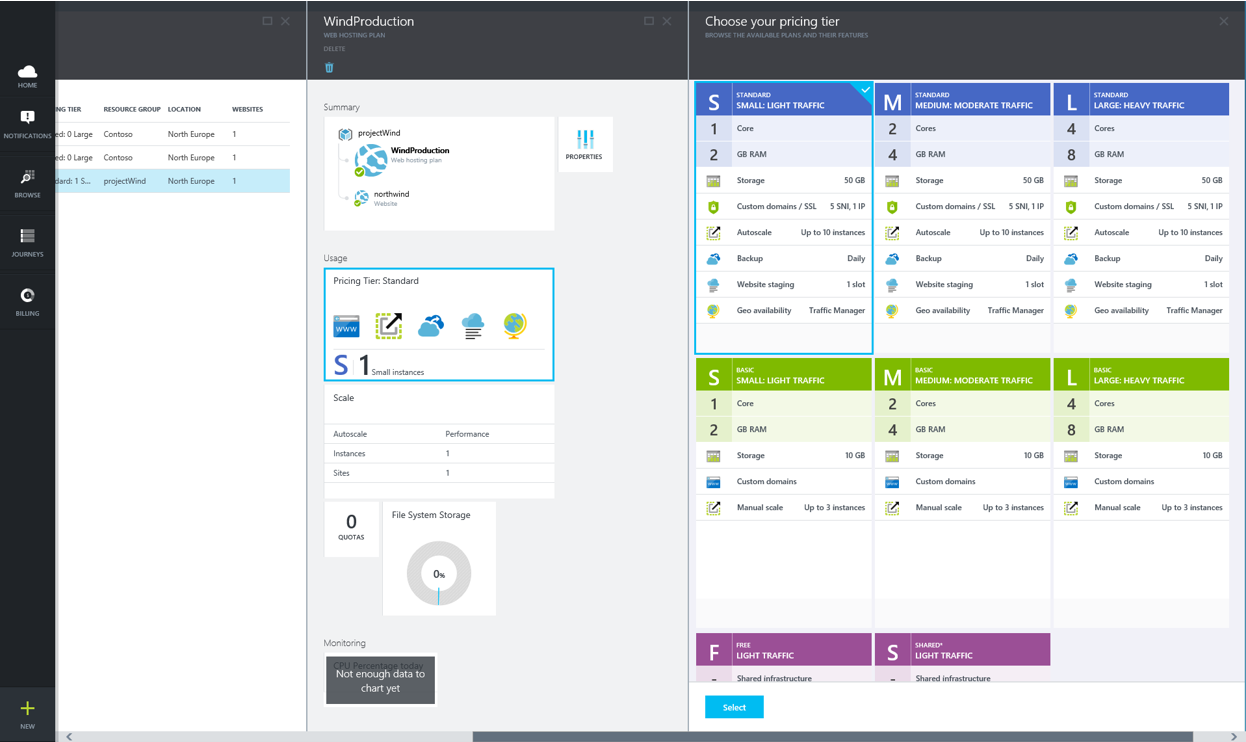 HOME
NOTIFICATIONS
BROWSE
JOURNEYS
BILLING
NEW
NG TIER RESOURCE GROUP LOCATION WEBSITES
ed: 0 Large Contoso North Europe 1
ed: 0 Large Contoso North Europe 1
dard: 1 S... projectWind North Europe 1
WindProduction
WEB HOSTING PLAN
DELETE
Summary
projectWind
WindProduction
Web hosting plan
northwind
Website
PROPERTIES
Usage
Pricing Tier: Standard
www
S 1 Small instances
Scale
Autoscale Performance
Instances 1
Sites 1
0
QUOTAS
File System Storage
0%
Monitoring
CPU Percentage today
Not enough data to
chart yet
Choose your pricing tier
BROWSE THE AVAILABLE PLANS AND THEIR FEATURES
S STANDARD
SMALL: LIGHT TRAFFIC
1 Core
2 GB RAM
Storage 50 GB
Custom domains / SSL 5 SNI, 1 IP
Autoscale Up to 10 instances
Backup Daily
Website staging 1 slot
Geo availability Traffic Manager
M STANDARD
MEDIUM: MODERATE TRAFFIC
2 Cores
4 GB RAM
Storage 50 GB
Custom domains / SSL 5 SNI, 1 IP
Autoscale Up to 10 instances
Backup Daily
Website staging 1 slot
Geo availability Traffic Manager
L STANDARD
LARGE: HEAVY TRAFFIC
4 Cores
8 GB RAM
Storage 50 GB
Custom domains / SSL 5 SNI, 1 IP
Autoscale Up to 10 instances
Backup Daily
Website staging 1 slot
Geo availability Traffic Manager
S BASIC
SMALL: LIGHT TRAFFIC
1 Core
2 GB RAM
Storage 10 GB
Custom domains
Manual scale Up to 3 instances
M BASIC
MEDIUM: MODERATE TRAFFIC
2 Cores
4 GB RAM
Storage 10 GB
Custom domains
Manual scale Up to 3 instances
L BASIC
LARGE: HEAVY TRAFFIC
4 Cores
8 GB RAM
Storage 10 GB
Custom domains
Manual scale Up to 3 instances
F FREE
LIGHT TRAFFIC
- Shared infrastructure
S SHARED*
LIGHT TRAFFIC
- Shared infrastructure
Select